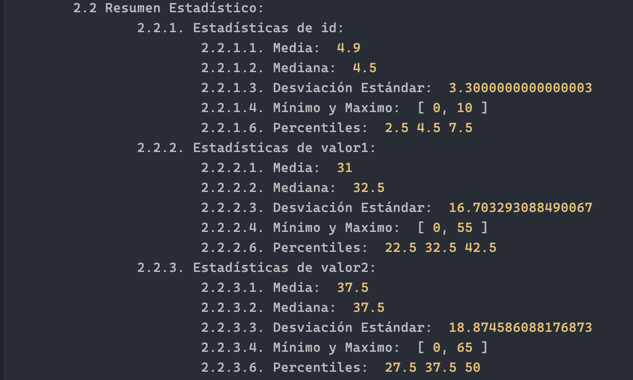 2.2 Resumen Estadístico:
2.2.1. Estadísticas de id:
2.2.1.1. Media: 4.9
2.2.1.2. Mediana: 4.5
2.2.1.3. Desviación Estándar: 3.3000000000000003
2.2.1.4. Mínimo y Maximo: [ 0, 10 ]
2.2.1.6. Percentiles: 2.5 4.5 7.5
2.2.2. Estadísticas de valor1:
2.2.2.1. Media: 31
2.2.2.2. Mediana: 32.5
2.2.2.3. Desviación Estándar: 16.703293088490067
2.2.2.4. Mínimo y Maximo: [ 0, 55 ]
2.2.2.6. Percentiles: 22.5 32.5 42.5
2.2.3. Estadísticas de valor2:
2.2.3.1. Media: 37.5
2.2.3.2. Mediana: 37.5
2.2.3.3. Desviación Estándar: 18.874586088176873
2.2.3.4. Mínimo y Maximo: [ 0, 65 ]
2.2.3.6. Percentiles: 27.5 37.5 50